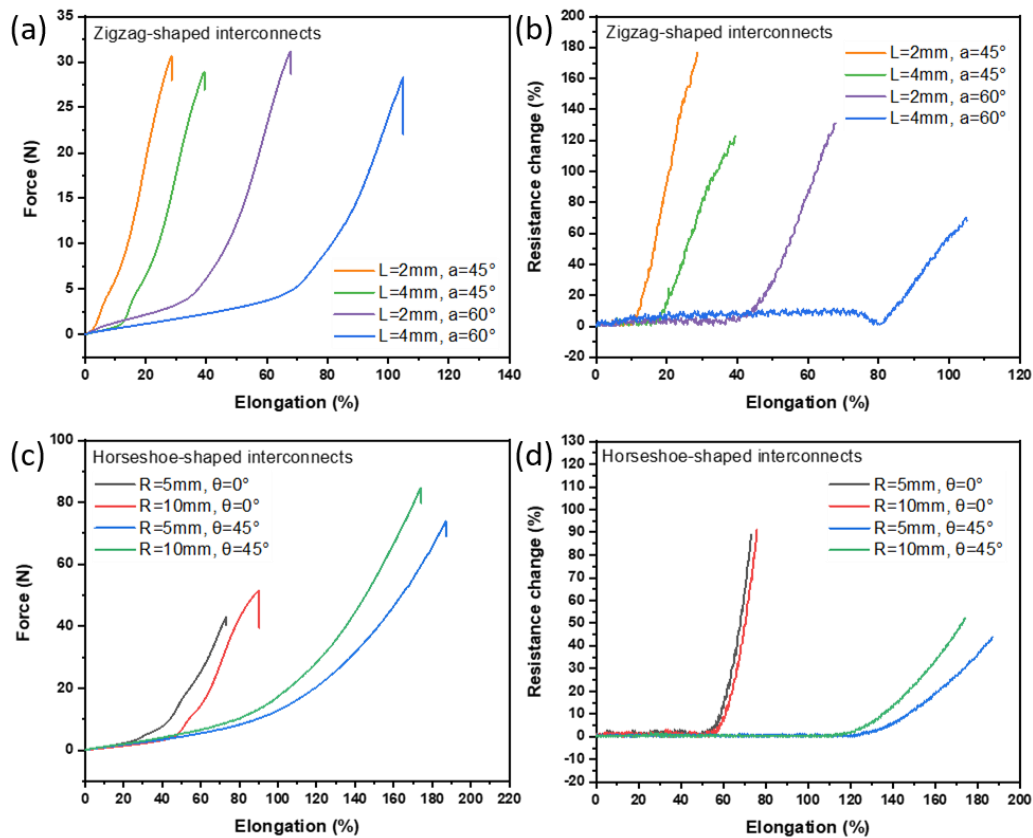 (a)
Zigzag-shaped interconnects
Force (N)
35
30
25
20
15
10
5
0
L=2mm, a=45°
L=4mm, a=45°
L=2mm, a=60°
L=4mm, a=60°
0 20 40 60 80 100 120 140
Elongation (%)
(b)
Zigzag-shaped interconnects
Resistance change (%)
200
180
160
140
120
100
80
60
40
20
0
-20
L=2mm, a=45°
L=4mm, a=45°
L=2mm, a=60°
L=4mm, a=60°
0 20 40 60 80 100 120
Elongation (%)
(c)
Horseshoe-shaped interconnects
Force (N)
100
80
60
40
20
0
R=5mm, θ=0°
R=10mm, θ=0°
R=5mm, θ=45°
R=10mm, θ=45°
0 20 40 60 80 100 120 140 160 180 200 220
Elongation (%)
(d)
Horseshoe-shaped interconnects
Resistance change (%)
130
120
110
100
90
80
70
60
50
40
30
20
10
0
-10
-20
R=5mm, θ=0°
R=10mm, θ=0°
R=5mm, θ=45°
R=10mm, θ=45°
0 20 40 60 80 100 120 140 160 180 200
Elongation (%)